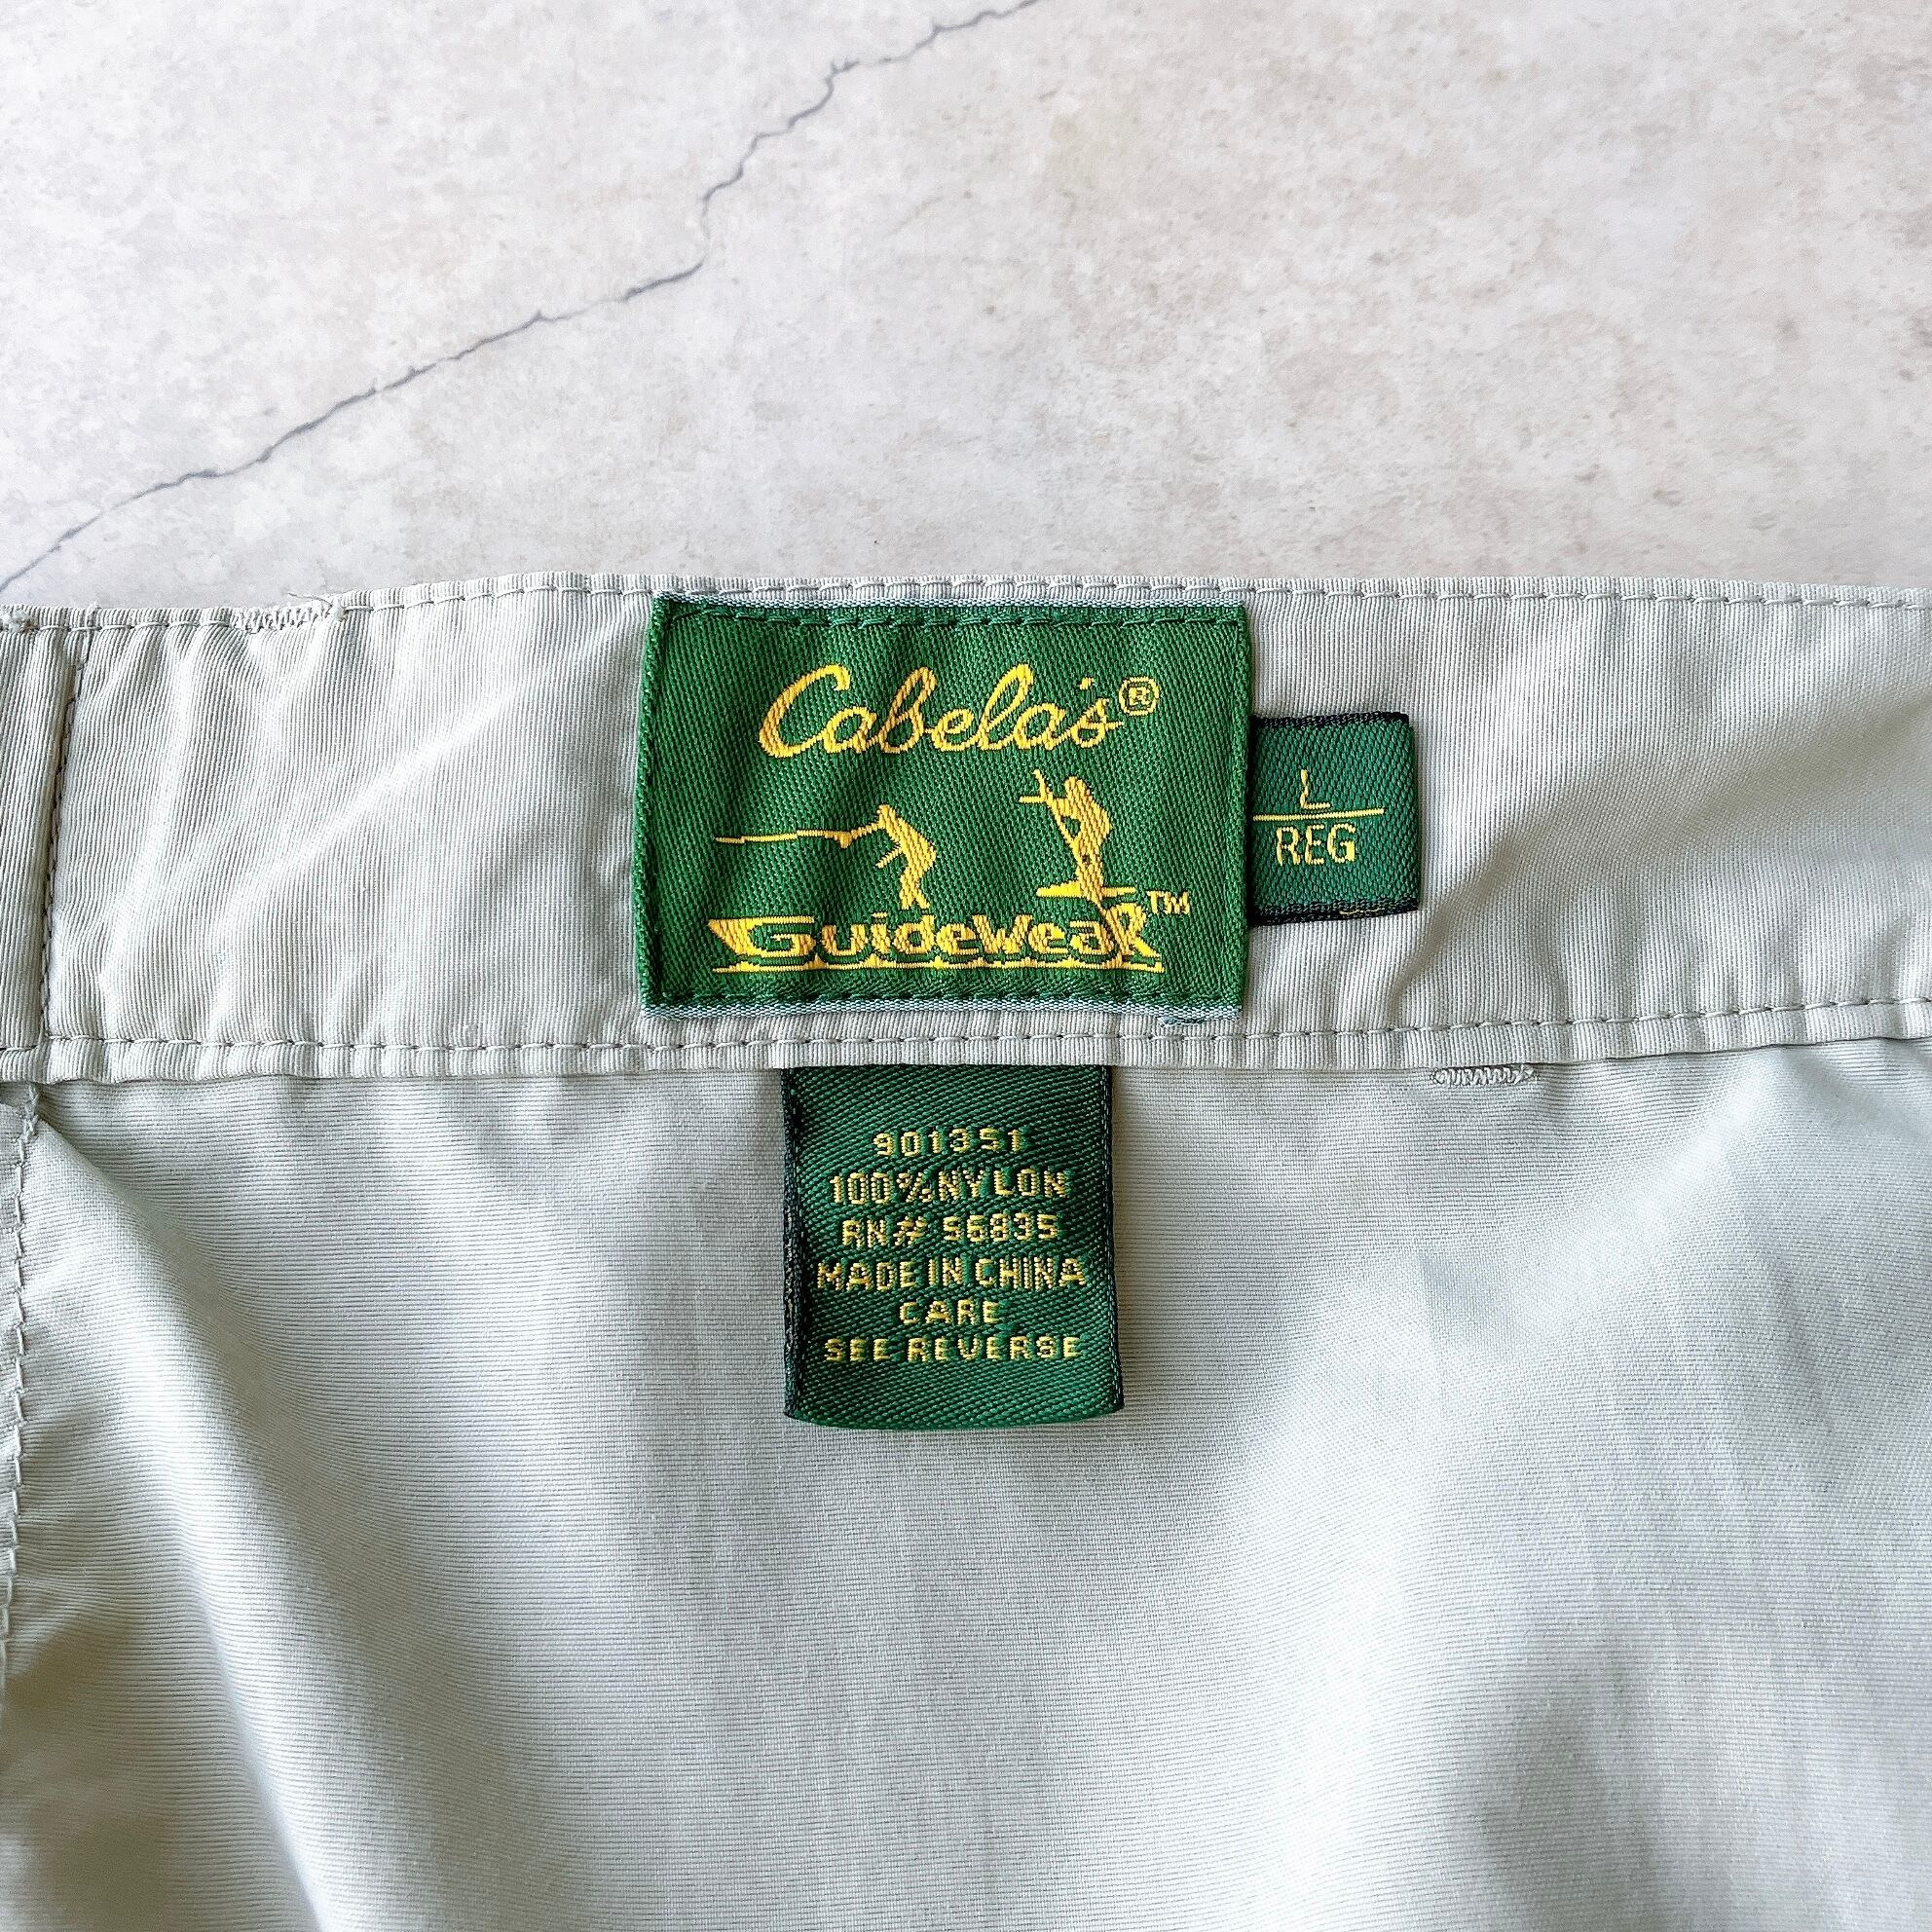 Cabela's®
GuideWear™
L
REG
901351
100% NYLON
RN# 56835
MADE IN CHINA
CARE
SEE REVERSE